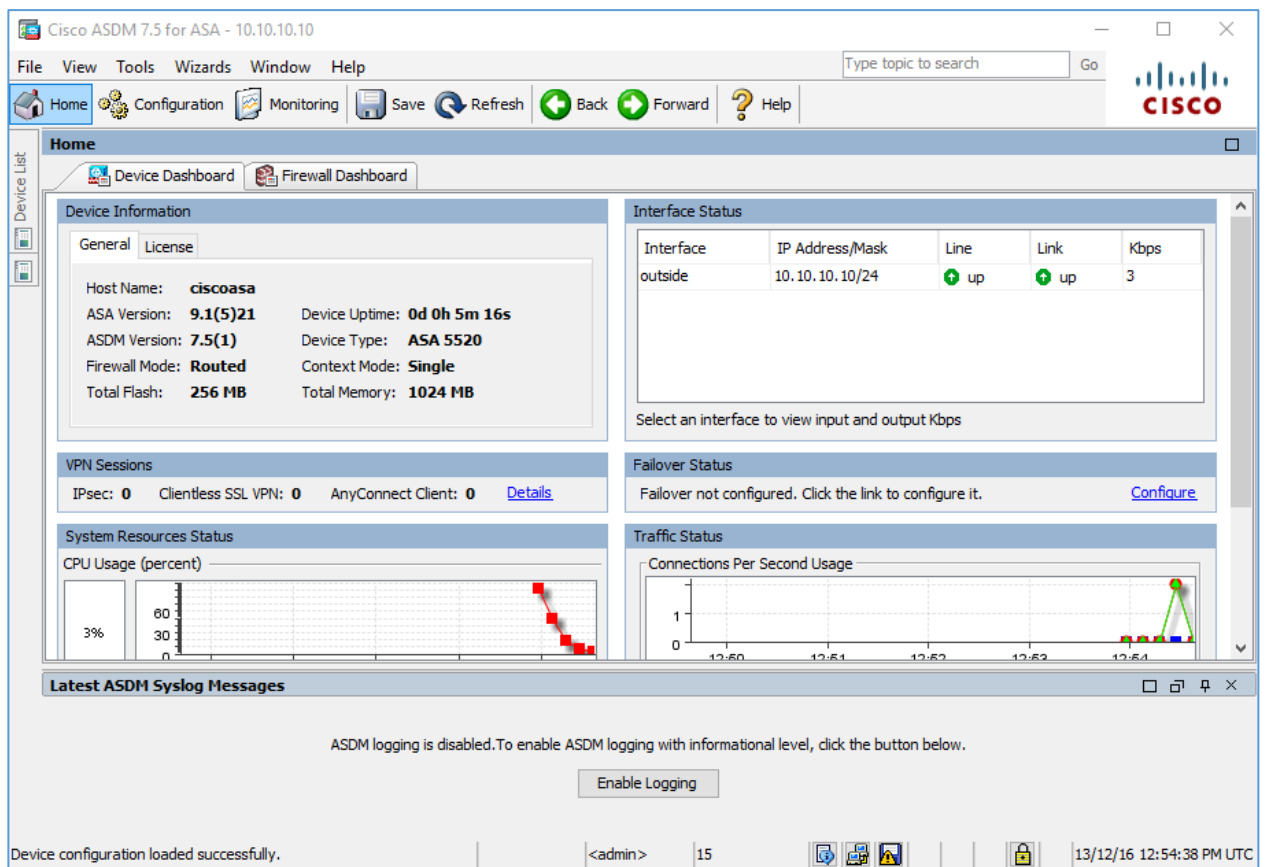 Cisco ASDM 7.5 for ASA - 10.10.10.10
File View Tools Wizards Window Help Type topic to search Go
Home Configuration Monitoring Save Refresh Back Forward Help
CISCO
Device List
Home
Device Dashboard Firewall Dashboard
Device Information
General License
Host Name: ciscoasa
ASA Version: 9.1(5)21 Device Uptime: 0d 0h 5m 16s
ASDM Version: 7.5(1) Device Type: ASA 5520
Firewall Mode: Routed Context Mode: Single
Total Flash: 256 MB Total Memory: 1024 MB
Interface Status
Interface IP Address/Mask Line Link Kbps
outside 10.10.10.10/24 up up 3
Select an interface to view input and output Kbps
VPN Sessions
IPsec: 0 Clientless SSL VPN: 0 AnyConnect Client: 0 Details
Failover Status
Failover not configured. Click the link to configure it. Configure
System Resources Status
CPU Usage (percent)
3%
60
30
0
Traffic Status
Connections Per Second Usage
1
0
12:50 12:51 12:52 12:53 12:54
Latest ASDM Syslog Messages
ASDM logging is disabled.To enable ASDM logging with informational level, click the button below.
Enable Logging
Device configuration loaded successfully. <admin> 15 13/12/16 12:54:38 PM UTC